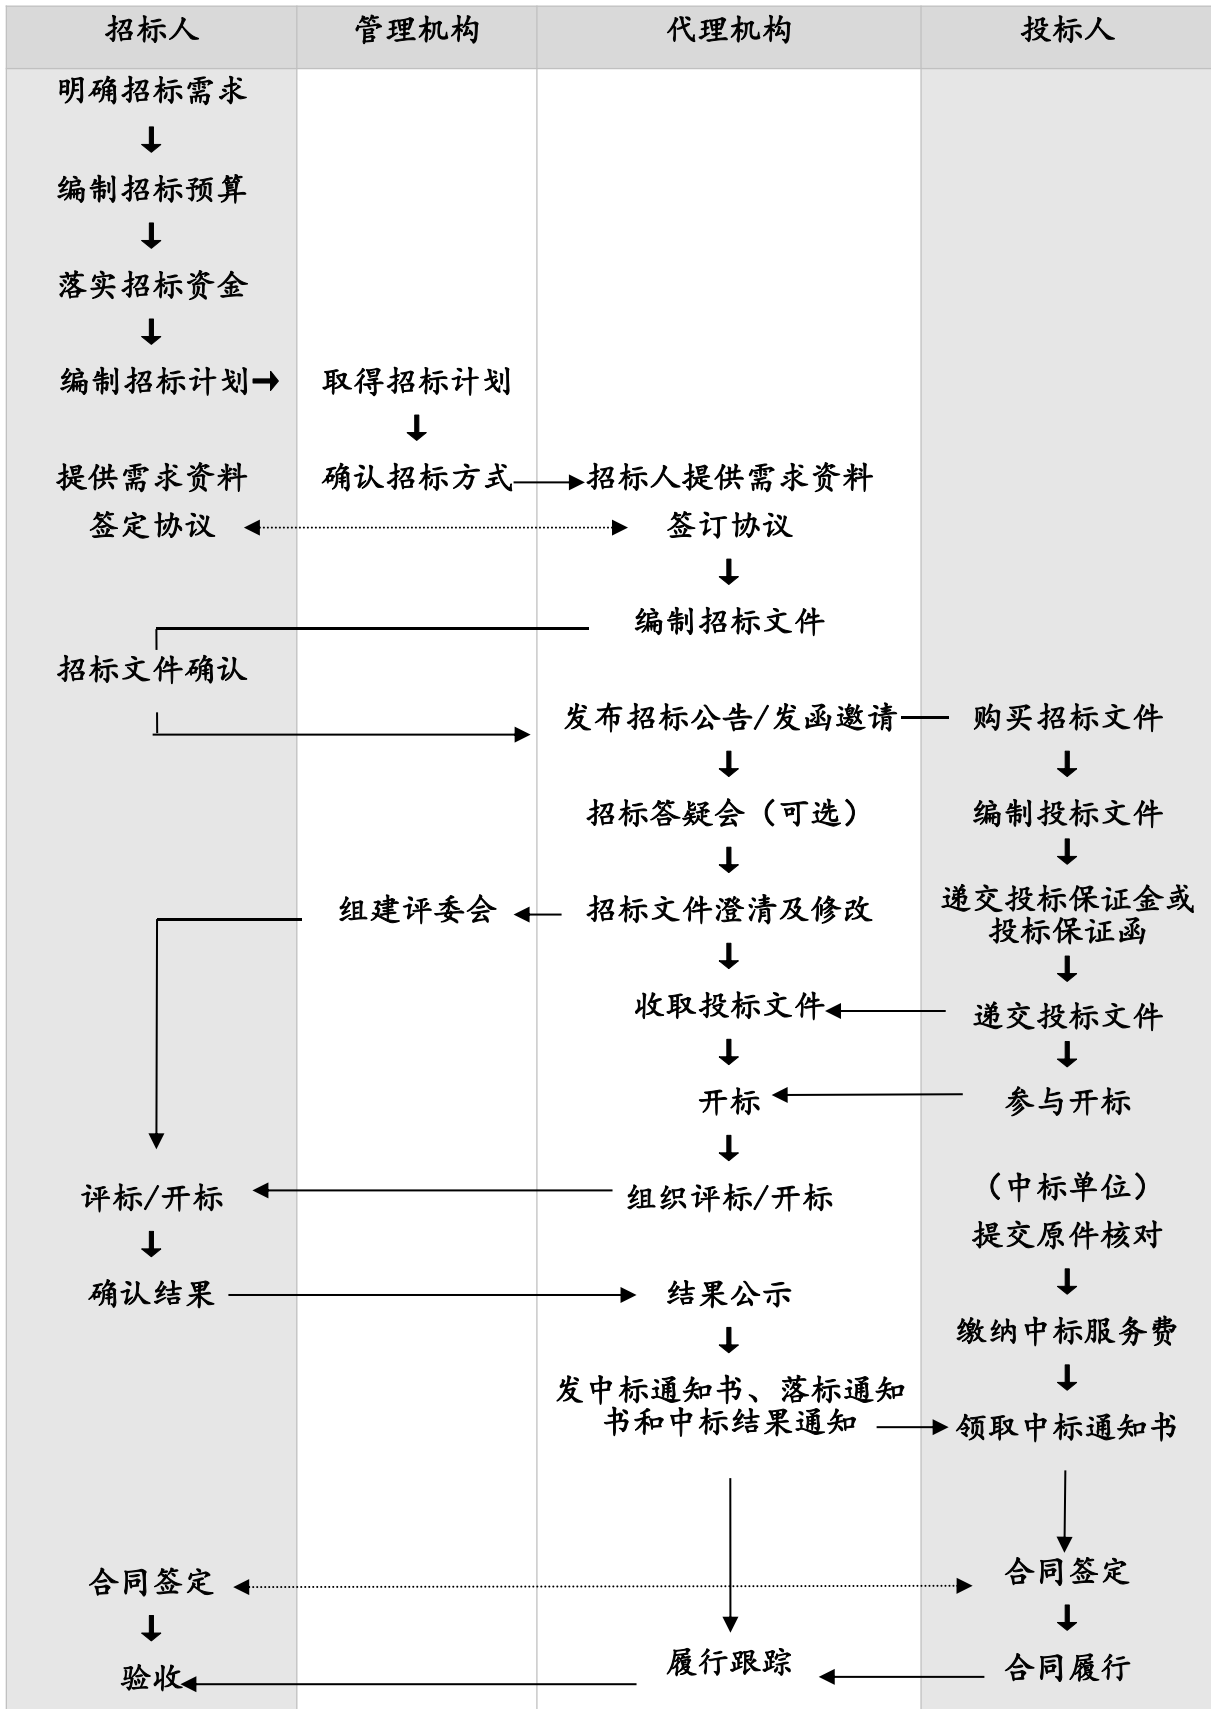 招标人 管理机构 代理机构 投标人
明确招标需求
编制招标预算
落实招标资金
编制招标计划 取得招标计划
提供需求资料 确认招标方式 招标人提供需求资料
签定协议 签订协议
编制招标文件
招标文件确认
发布招标公告/发函邀请 购买招标文件
招标答疑会（可选） 编制投标文件
组建评委会 招标文件澄清及修改 递交投标保证金或
投标保证函
收取投标文件 递交投标文件
开标 参与开标
评标/开标 组织评标/开标 （中标单位）
提交原件核对
确认结果 结果公示
缴纳中标服务费
发中标通知书、落标通知
书和中标结果通知 领取中标通知书
合同签定 合同签定
验收 履行跟踪 合同履行